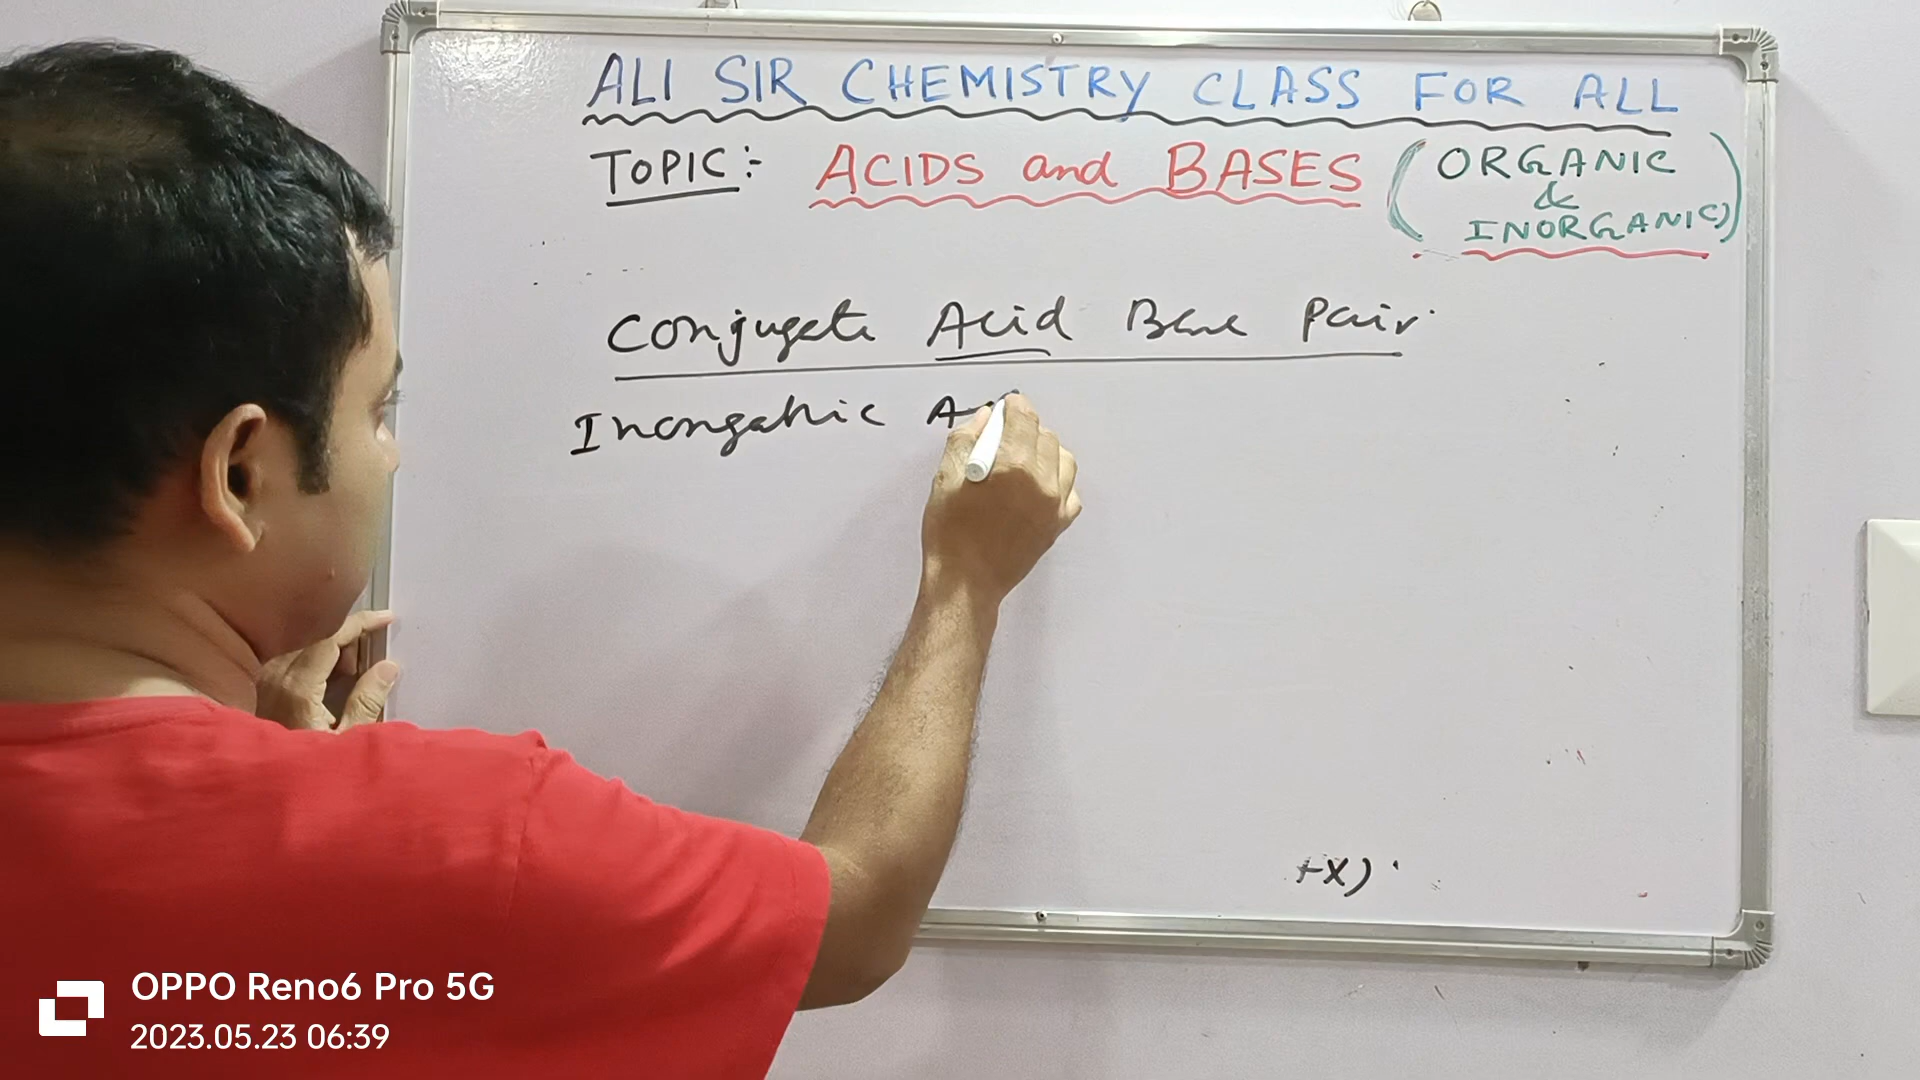 ALI SIR CHEMISTRY CLASS FOR ALL
TOPIC:- ACIDS and BASES (ORGANIC
&
INORGANIC)
Conjugate Acid Base Pair.
Inorganic
+X)
OPPO Reno6 Pro 5G
2023.05.23 06:39